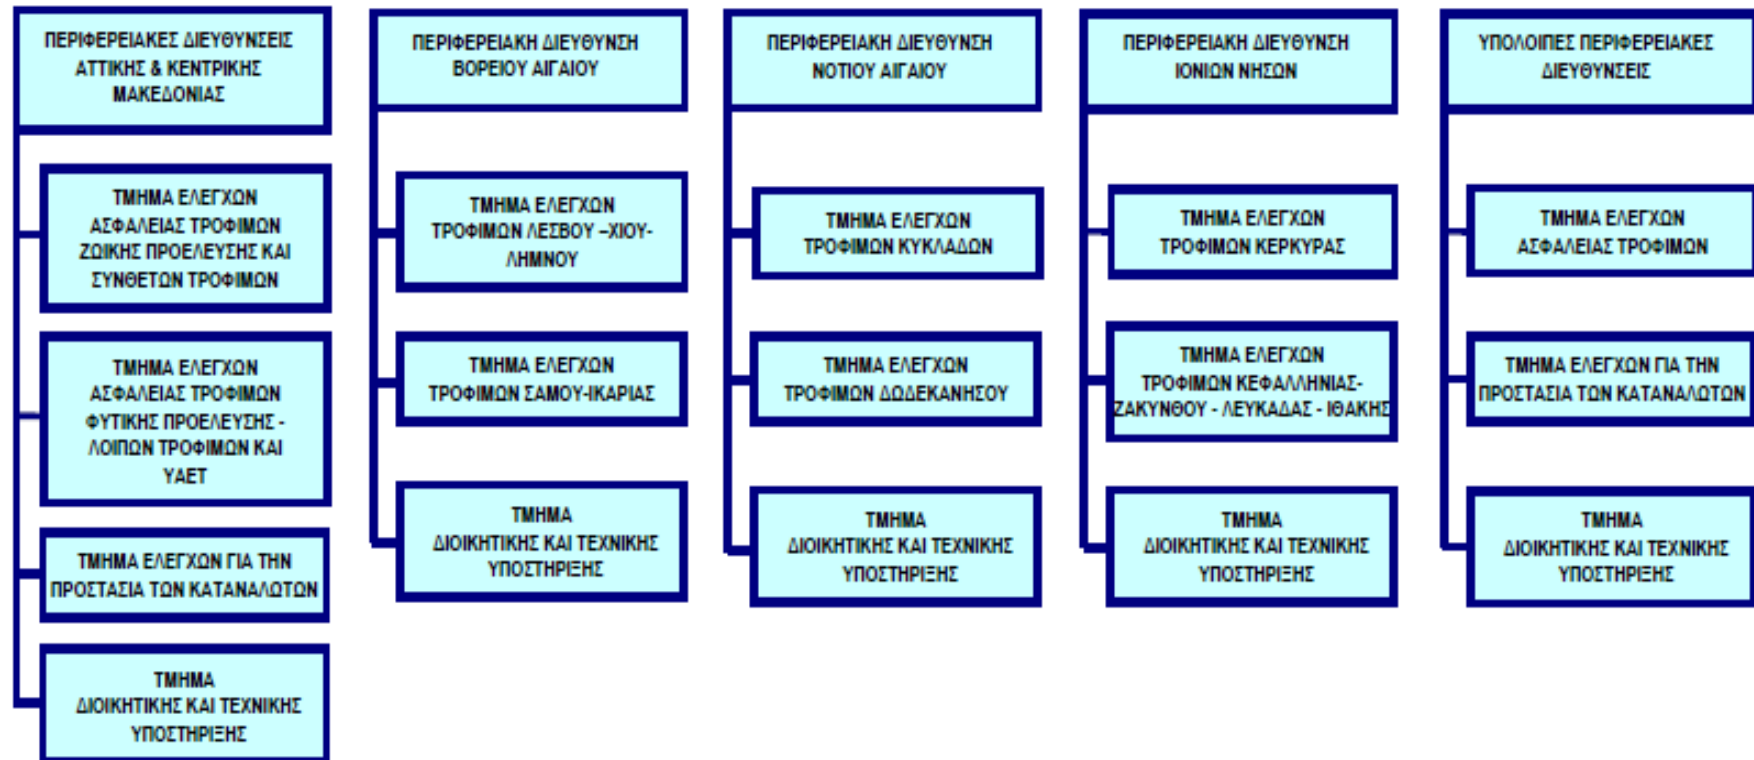 ΠΕΡΙΦΕΡΕΙΑΚΕΣ ΔΙΕΥΘΥΝΣΕΙΣ
ΑΤΤΙΚΗΣ & ΚΕΝΤΡΙΚΗΣ
ΜΑΚΕΔΟΝΙΑΣ
ΤΜΗΜΑ ΕΛΕΓΧΩΝ
ΑΣΦΑΛΕΙΑΣ ΤΡΟΦΙΜΩΝ
ΖΩΙΚΗΣ ΠΡΟΕΛΕΥΣΗΣ ΚΑΙ
ΣΥΝΘΕΤΩΝ ΤΡΟΦΙΜΩΝ
ΤΜΗΜΑ ΕΛΕΓΧΩΝ
ΑΣΦΑΛΕΙΑΣ ΤΡΟΦΙΜΩΝ
ΦΥΤΙΚΗΣ ΠΡΟΕΛΕΥΣΗΣ -
ΛΟΙΠΩΝ ΤΡΟΦΙΜΩΝ ΚΑΙ
ΥΑΕΤ
ΤΜΗΜΑ ΕΛΕΓΧΩΝ ΓΙΑ ΤΗΝ
ΠΡΟΣΤΑΣΙΑ ΤΩΝ ΚΑΤΑΝΑΛΩΤΩΝ
ΤΜΗΜΑ
ΔΙΟΙΚΗΤΙΚΗΣ ΚΑΙ ΤΕΧΝΙΚΗΣ
ΥΠΟΣΤΗΡΙΞΗΣ
ΠΕΡΙΦΕΡΕΙΑΚΗ ΔΙΕΥΘΥΝΣΗ
ΒΟΡΕΙΟΥ ΑΙΓΑΙΟΥ
ΤΜΗΜΑ ΕΛΕΓΧΩΝ
ΤΡΟΦΙΜΩΝ ΛΕΣΒΟΥ –ΧΙΟΥ-
ΛΗΜΝΟΥ
ΤΜΗΜΑ ΕΛΕΓΧΩΝ
ΤΡΟΦΙΜΩΝ ΣΑΜΟΥ-ΙΚΑΡΙΑΣ
ΤΜΗΜΑ
ΔΙΟΙΚΗΤΙΚΗΣ ΚΑΙ ΤΕΧΝΙΚΗΣ
ΥΠΟΣΤΗΡΙΞΗΣ
ΠΕΡΙΦΕΡΕΙΑΚΗ ΔΙΕΥΘΥΝΣΗ
ΝΟΤΙΟΥ ΑΙΓΑΙΟΥ
ΤΜΗΜΑ ΕΛΕΓΧΩΝ
ΤΡΟΦΙΜΩΝ ΚΥΚΛΑΔΩΝ
ΤΜΗΜΑ ΕΛΕΓΧΩΝ
ΤΡΟΦΙΜΩΝ ΔΩΔΕΚΑΝΗΣΟΥ
ΤΜΗΜΑ
ΔΙΟΙΚΗΤΙΚΗΣ ΚΑΙ ΤΕΧΝΙΚΗΣ
ΥΠΟΣΤΗΡΙΞΗΣ
ΠΕΡΙΦΕΡΕΙΑΚΗ ΔΙΕΥΘΥΝΣΗ
ΙΟΝΙΩΝ ΝΗΣΩΝ
ΤΜΗΜΑ ΕΛΕΓΧΩΝ
ΤΡΟΦΙΜΩΝ ΚΕΡΚΥΡΑΣ
ΤΜΗΜΑ ΕΛΕΓΧΩΝ
ΤΡΟΦΙΜΩΝ ΚΕΦΑΛΛΗΝΙΑΣ-
ΖΑΚΥΝΘΟΥ - ΛΕΥΚΑΔΑΣ - ΙΘΑΚΗΣ
ΤΜΗΜΑ
ΔΙΟΙΚΗΤΙΚΗΣ ΚΑΙ ΤΕΧΝΙΚΗΣ
ΥΠΟΣΤΗΡΙΞΗΣ
ΥΠΟΛΟΙΠΕΣ ΠΕΡΙΦΕΡΕΙΑΚΕΣ
ΔΙΕΥΘΥΝΣΕΙΣ
ΤΜΗΜΑ ΕΛΕΓΧΩΝ
ΑΣΦΑΛΕΙΑΣ ΤΡΟΦΙΜΩΝ
ΤΜΗΜΑ ΕΛΕΓΧΩΝ ΓΙΑ ΤΗΝ
ΠΡΟΣΤΑΣΙΑ ΤΩΝ ΚΑΤΑΝΑΛΩΤΩΝ
ΤΜΗΜΑ
ΔΙΟΙΚΗΤΙΚΗΣ ΚΑΙ ΤΕΧΝΙΚΗΣ
ΥΠΟΣΤΗΡΙΞΗΣ